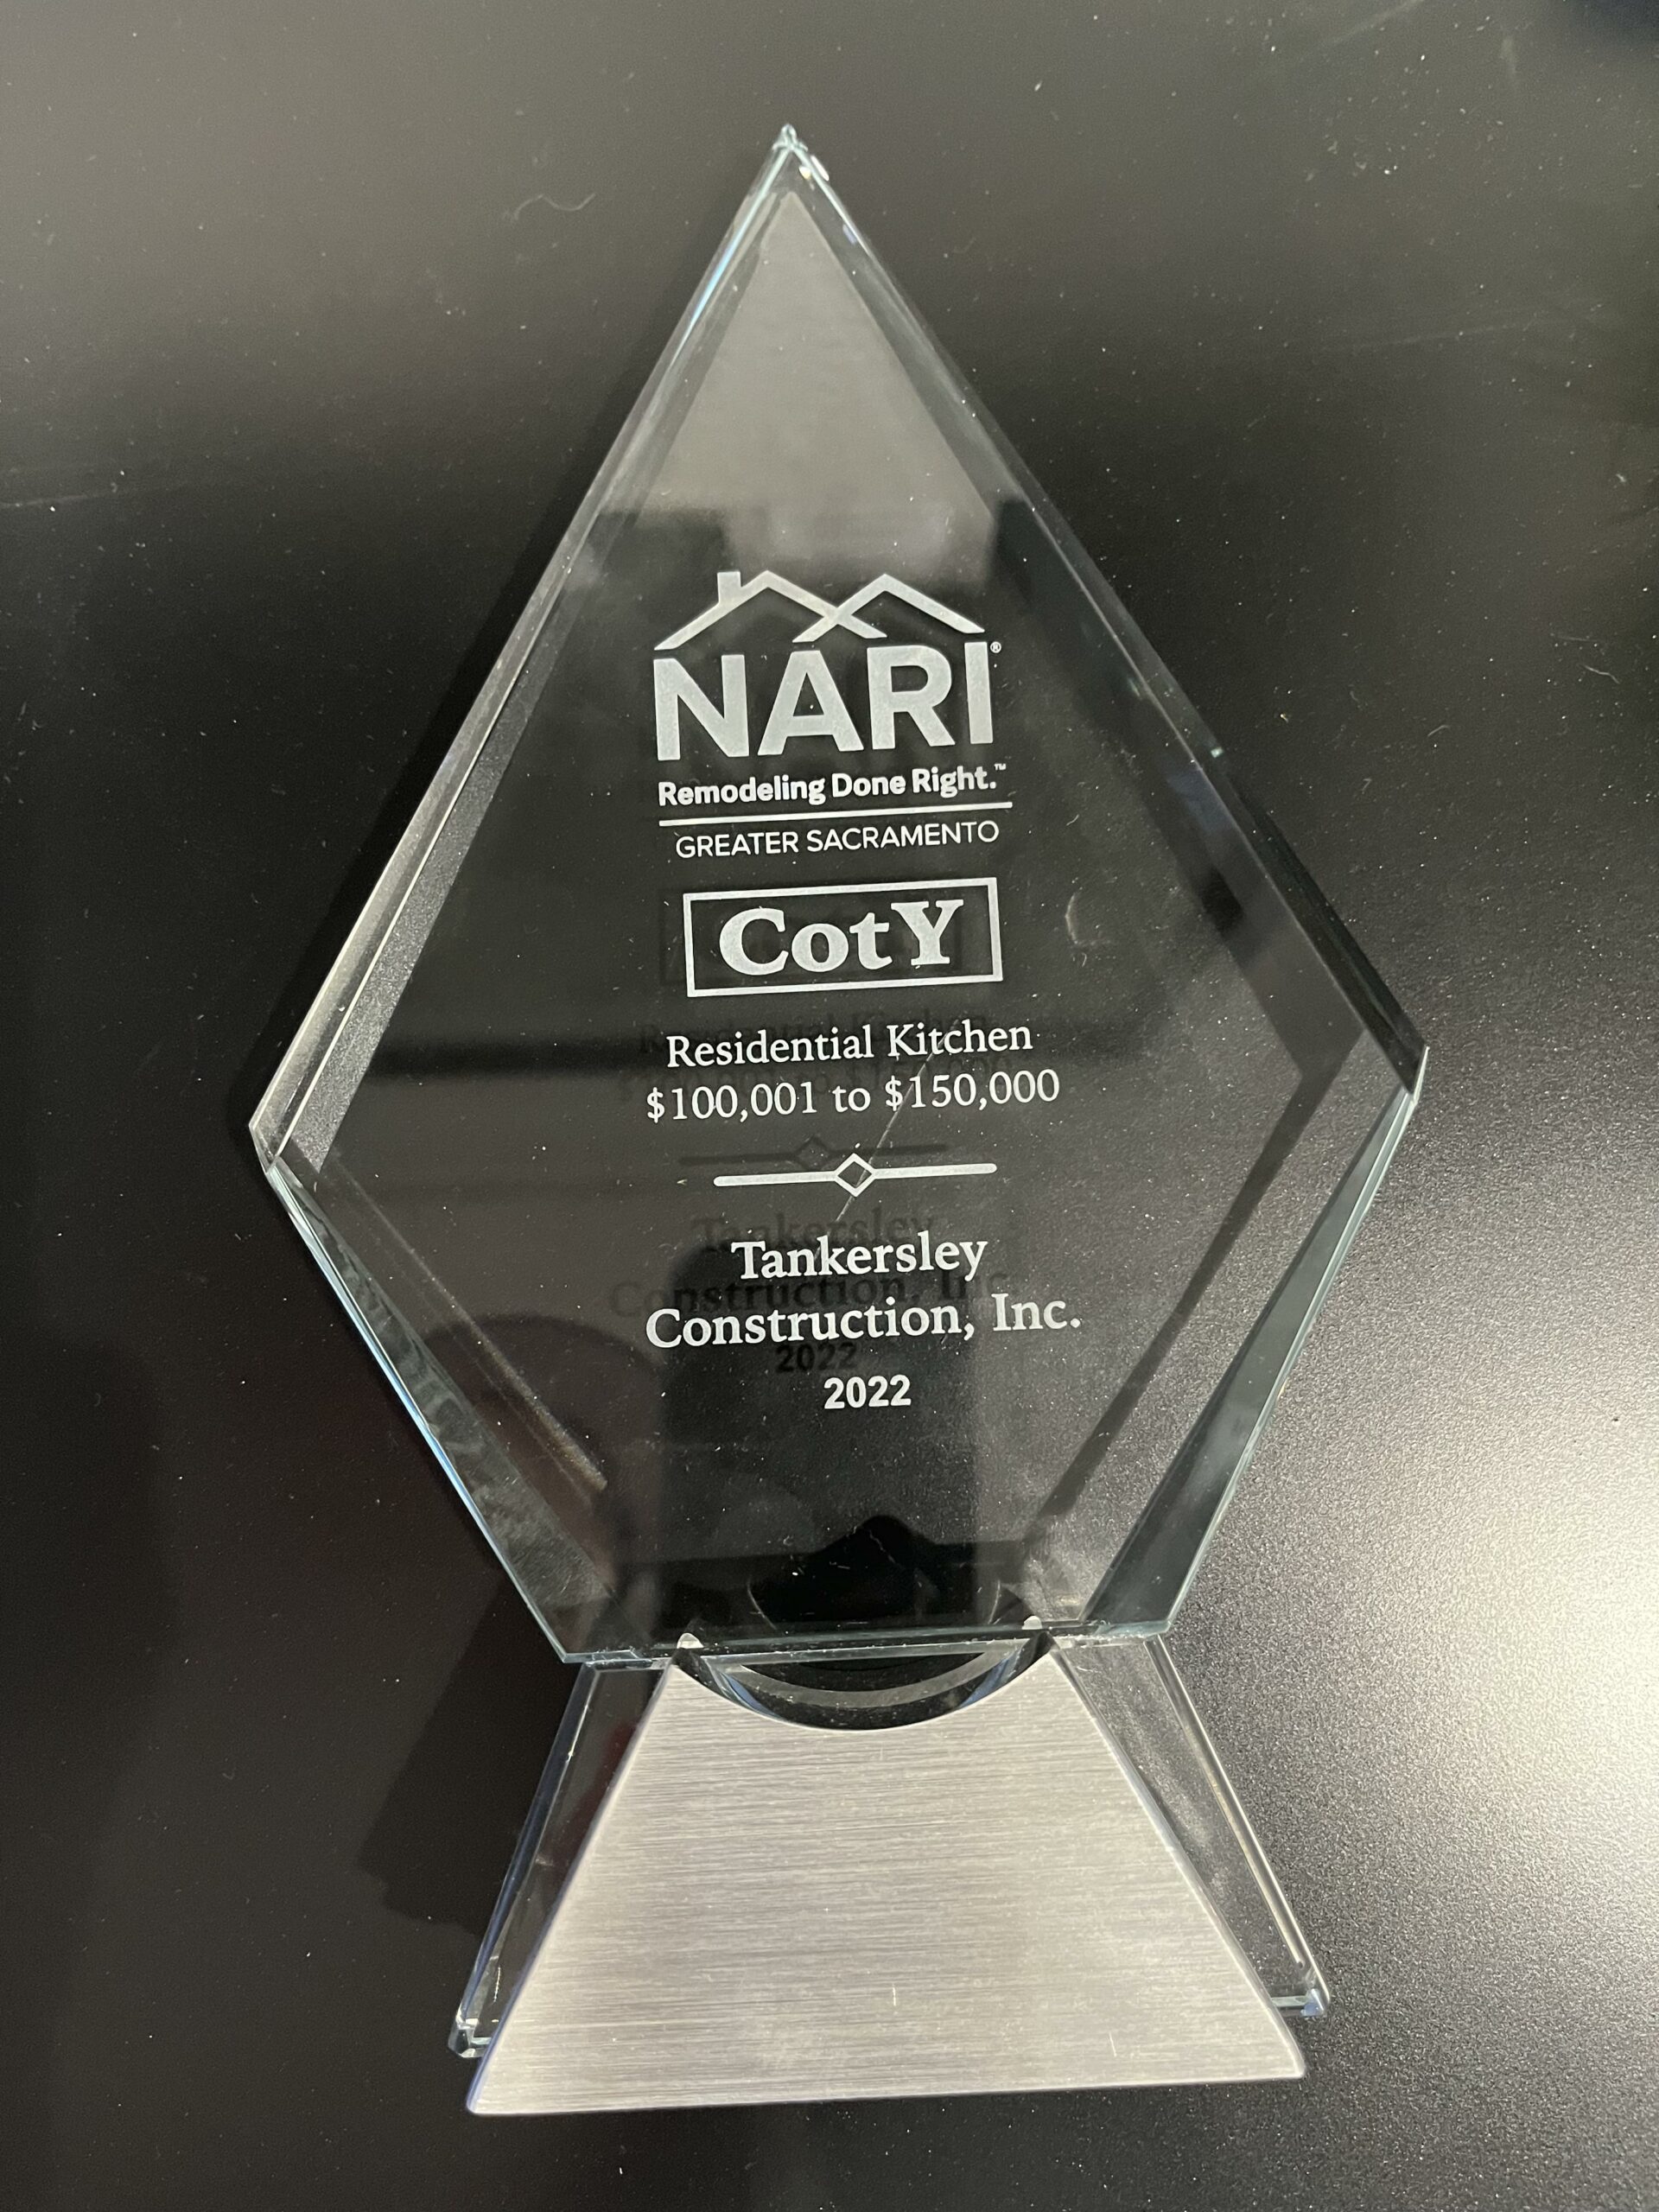 NARI®
Remodeling Done Right.™
GREATER SACRAMENTO
CotY
Residential Kitchen
$100,001 to $150,000
Tankersley
Construction, Inc.
2022